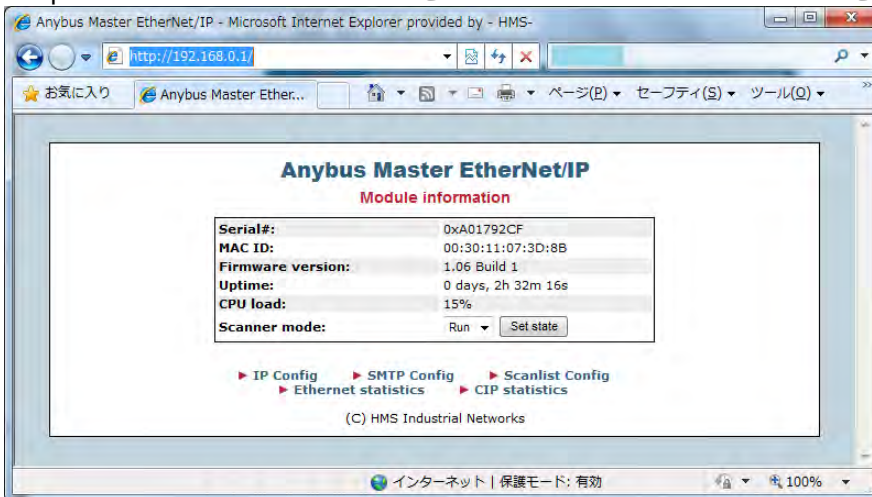 Anybus Master EtherNet/IP - Microsoft Internet Explorer provided by - HMS-
http://192.168.0.1/
お気に入り Anybus Master Ether... ページ(P) セーフティ(S) ツール(O) »
Anybus Master EtherNet/IP
Module information
Serial#: 0xA01792CF
MAC ID: 00:30:11:07:3D:8B
Firmware version: 1.06 Build 1
Uptime: 0 days, 2h 32m 16s
CPU load: 15%
Scanner mode: Run Set state
IP Config SMTP Config Scanlist Config
Ethernet statistics CIP statistics
(C) HMS Industrial Networks
インターネット | 保護モード: 有効 100%